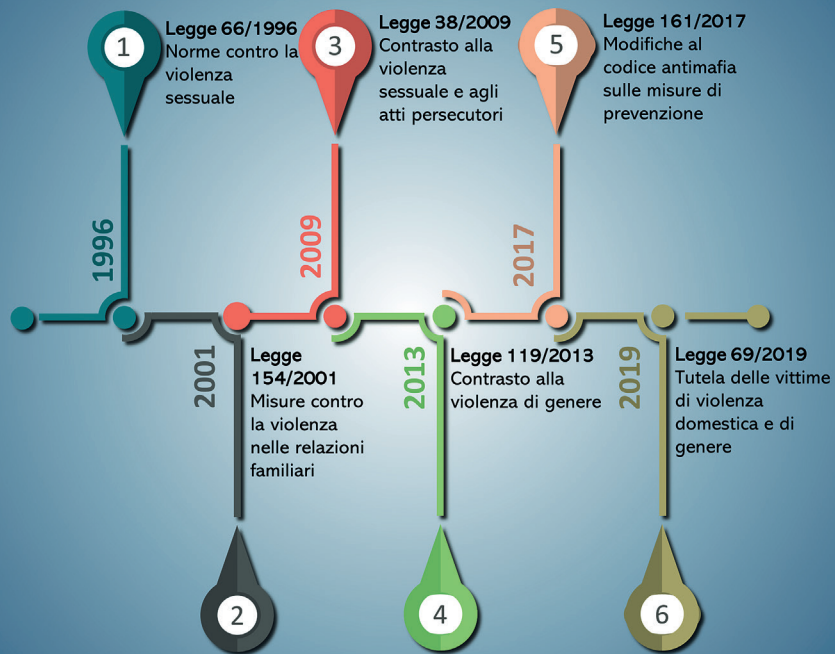 1
Legge 66/1996
Norme contro la
violenza
sessuale
1996
2
2001
Legge
154/2001
Misure contro
la violenza
nelle relazioni
familiari
3
Legge 38/2009
Contrasto alla
violenza
sessuale e agli
atti persecutori
2009
4
2013
Legge 119/2013
Contrasto alla
violenza di genere
5
Legge 161/2017
Modifiche al
codice antimafia
sulle misure di
prevenzione
2017
6
2019
Legge 69/2019
Tutela delle vittime
di violenza
domestica e di
genere